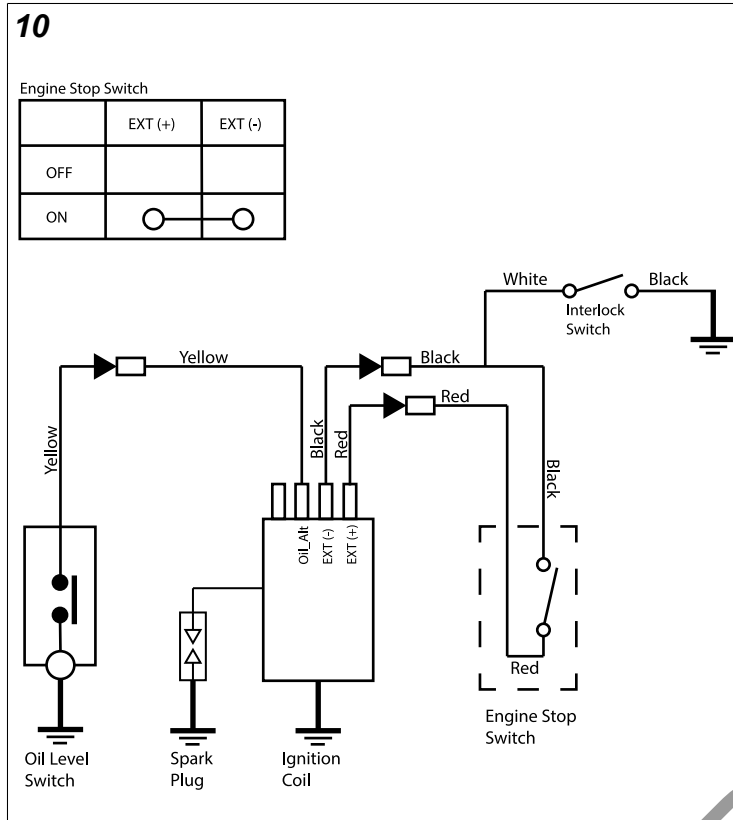 10
Engine Stop Switch
EXT (+) EXT (-)
OFF
ON
White Black
Interlock
Switch
Yellow Black
Red
Yellow
Black
Red
Black
Oil_Alt
EXT (-)
EXT (+)
Red
Engine Stop
Switch
Oil Level
Switch
Spark
Plug
Ignition
Coil